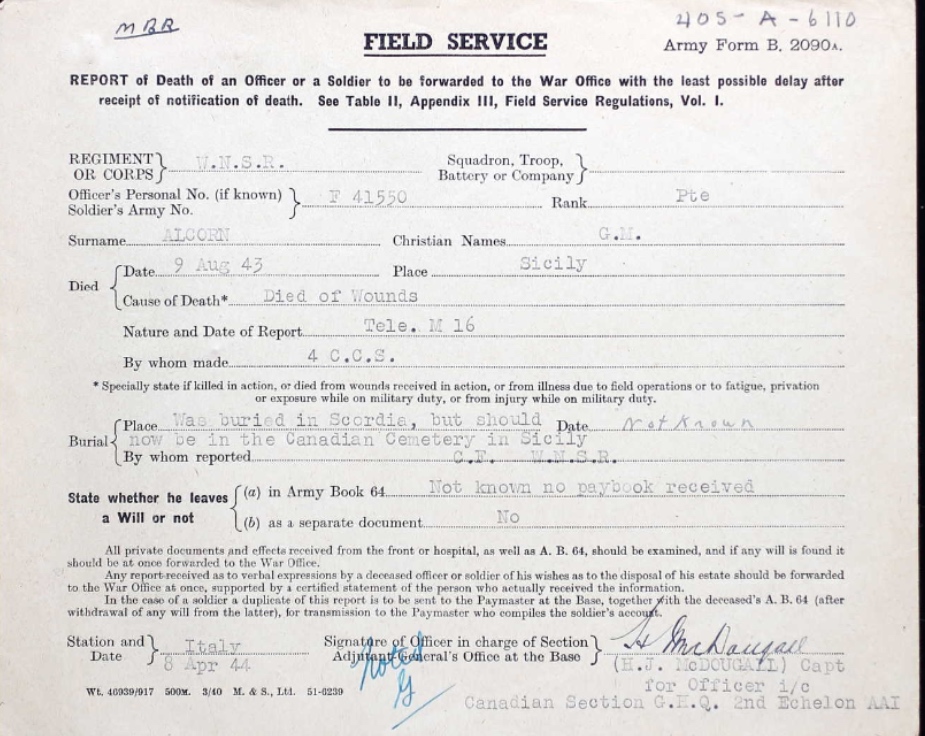 MBR
405-A-6110
FIELD SERVICE
Army Form B. 2090A.
REPORT of Death of an Officer or a Soldier to be forwarded to the War Office with the least possible delay after
receipt of notification of death. See Table II, Appendix III, Field Service Regulations, Vol. I.
REGIMENT OR CORPS } W.N.S.R. Squadron, Troop, Battery or Company }
Officer's Personal No. (if known) Soldier's Army No. } F 41550 Rank Pte
Surname ALCORN Christian Names G.M.
Died { Date 9 Aug 43 Place Sicily
Cause of Death* Died of Wounds
Nature and Date of Report Tele. M 16
By whom made 4 C.C.S.
* Specially state if killed in action, or died from wounds received in action, or from illness due to field operations or to fatigue, privation
or exposure while on military duty, or from injury while on military duty.
Burial { Place Was buried in Scordia, but should Date Not Known
now be in the Canadian Cemetery in Sicily
By whom reported C.F. W.N.S.R.
State whether he leaves a Will or not { (a) in Army Book 64 Not known no paybook received
(b) as a separate document No
All private documents and effects received from the front or hospital, as well as A. B. 64, should be examined, and if any will is found it
should be at once forwarded to the War Office.
Any report received as to verbal expressions by a deceased officer or soldier of his wishes as to the disposal of his estate should be forwarded
to the War Office at once, supported by a certified statement of the person who actually received the information.
In the case of a soldier a duplicate of this report is to be sent to the Paymaster at the Base, together with the deceased's A. B. 64 (after
withdrawal of any will from the latter), for transmission to the Paymaster who compiles the soldier's account.
Station and Date } Italy Signature of Officer in charge of Section Adjutant General's Office at the Base } H McDougall
8 Apr 44 (H.J. McDOUGALL) Capt
Noted G
for Officer i/c
Wt. 40939/917 500M. 3/40 M. & S., Ltd. 51-6239
Canadian Section G.H.Q. 2nd Echelon AAI